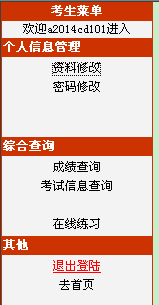 考生菜单
欢迎a2014cd101进入
个人信息管理
资料修改
密码修改
综合查询
成绩查询
考试信息查询
在线练习
其他
退出登陆
去首页